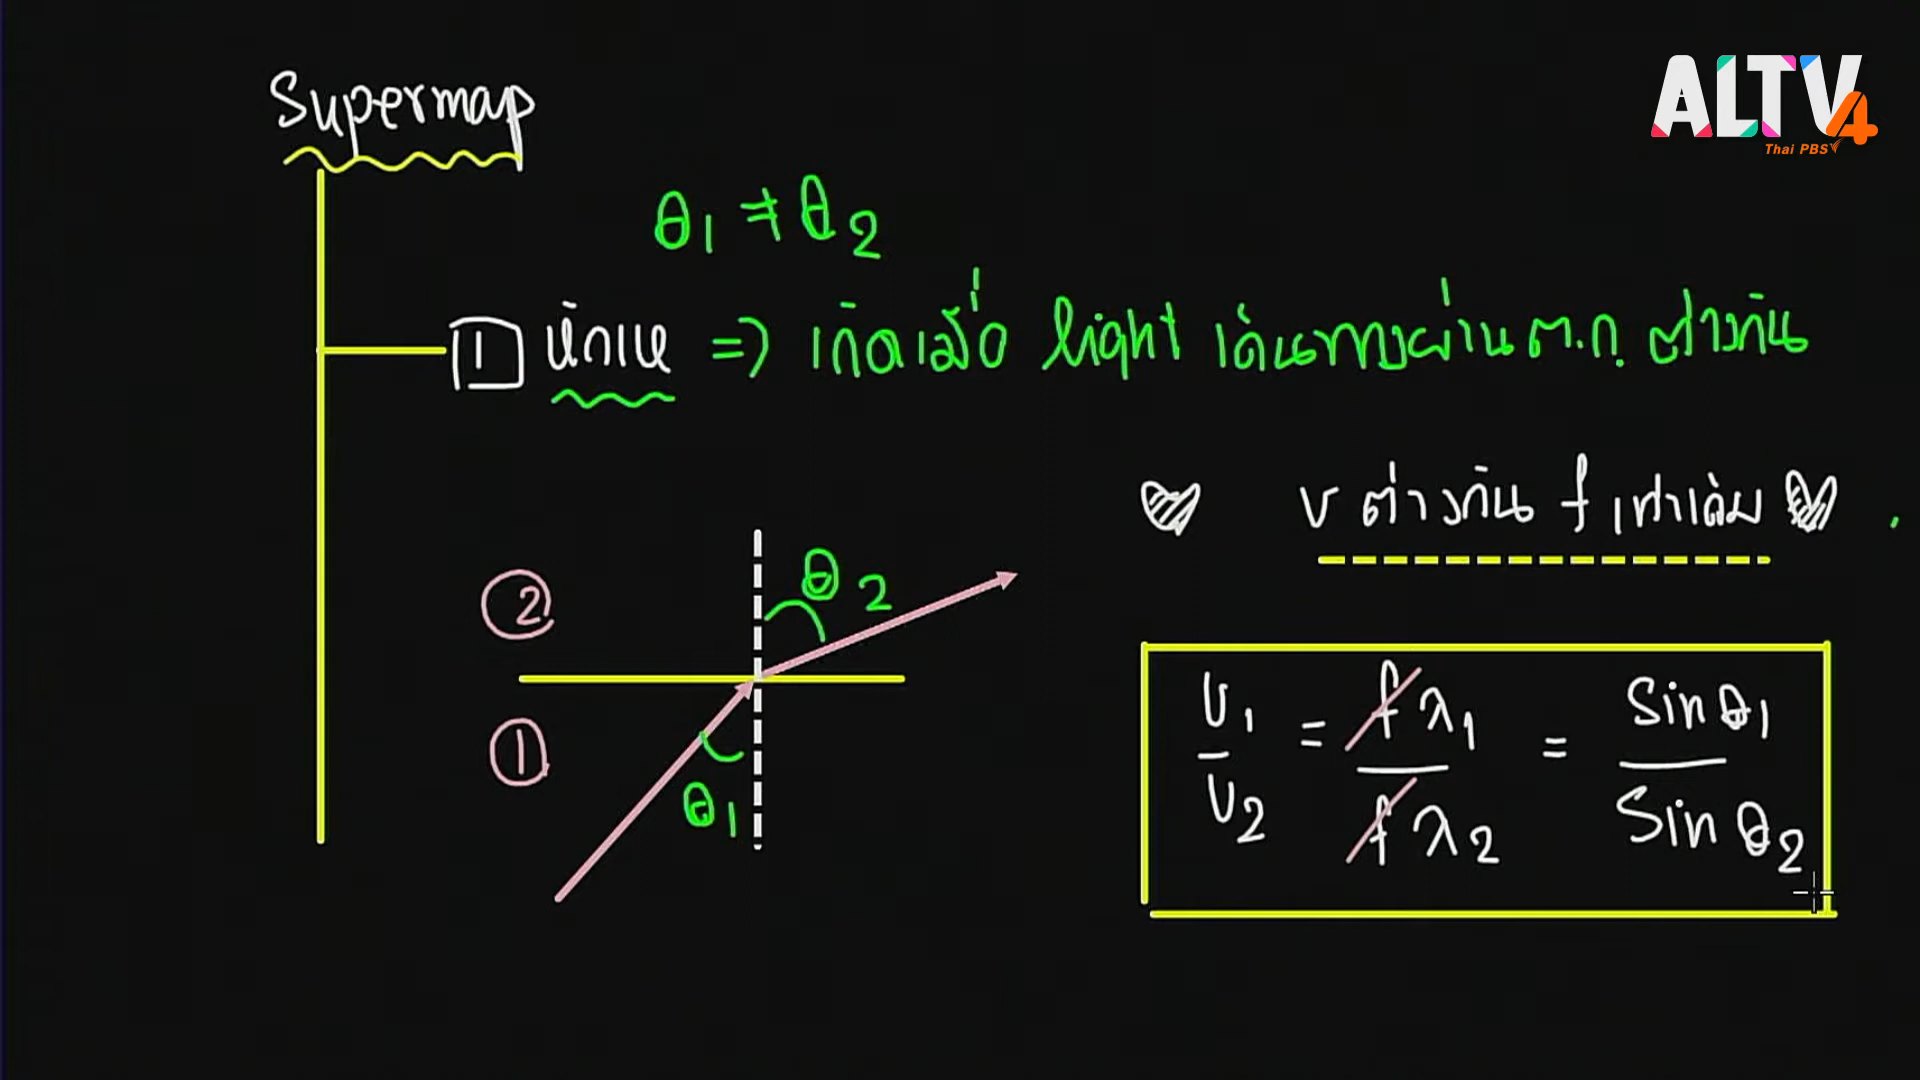 Supermap
ALTV4
Thai PBS
θ1 ≠ θ2
1 หักเห => เกิดเมื่อ light เดินทางผ่าน ต.ก. ต่างกัน
v ต่างกัน f เท่าเดิม
2
θ2
1
θ1
v1/v2 = fλ1/fλ2 = Sinθ1/Sinθ2